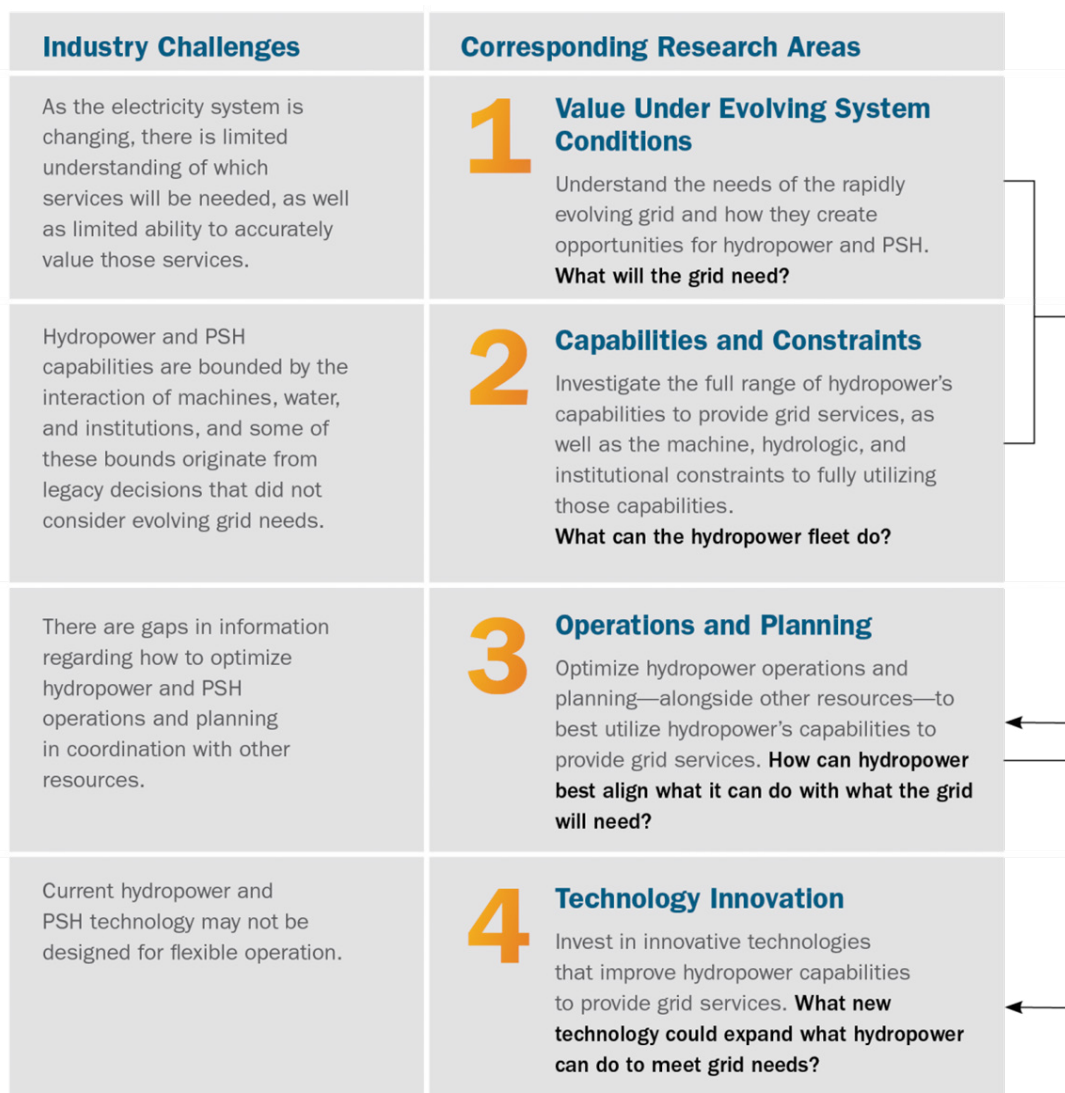 Industry Challenges
Corresponding Research Areas
As the electricity system is
changing, there is limited
understanding of which
services will be needed, as well
as limited ability to accurately
value those services.
1
Value Under Evolving System
Conditions
Understand the needs of the rapidly
evolving grid and how they create
opportunities for hydropower and PSH.
What will the grid need?
Hydropower and PSH
capabilities are bounded by the
interaction of machines, water,
and institutions, and some of
these bounds originate from
legacy decisions that did not
consider evolving grid needs.
2
Capabilities and Constraints
Investigate the full range of hydropower’s
capabilities to provide grid services, as
well as the machine, hydrologic, and
institutional constraints to fully utilizing
those capabilities.
What can the hydropower fleet do?
There are gaps in information
regarding how to optimize
hydropower and PSH
operations and planning
in coordination with other
resources.
3
Operations and Planning
Optimize hydropower operations and
planning—alongside other resources—to
best utilize hydropower’s capabilities to
provide grid services. How can hydropower
best align what it can do with what the grid
will need?
Current hydropower and
PSH technology may not be
designed for flexible operation.
4
Technology Innovation
Invest in innovative technologies
that improve hydropower capabilities
to provide grid services. What new
technology could expand what hydropower
can do to meet grid needs?